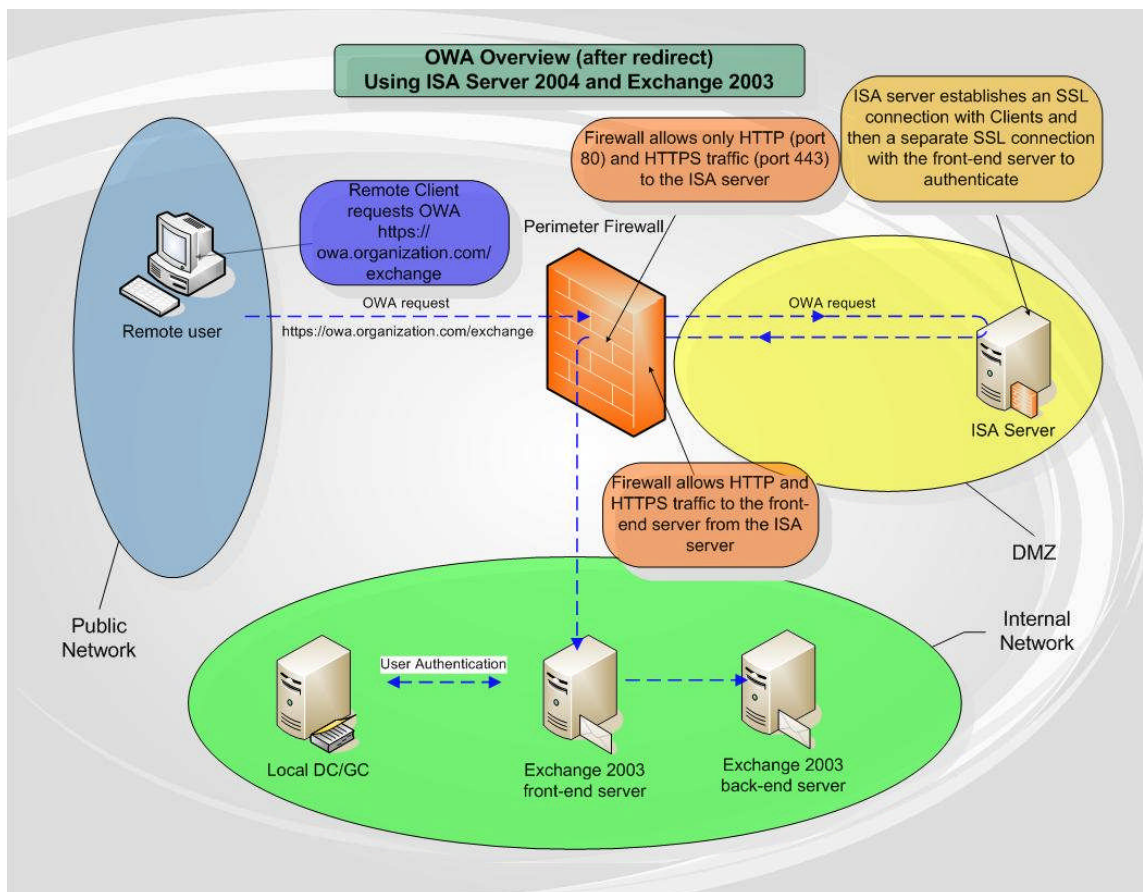 OWA Overview (after redirect)
Using ISA Server 2004 and Exchange 2003
ISA server establishes an SSL
connection with Clients and
then a separate SSL connection
with the front-end server to
authenticate
Firewall allows only HTTP (port
80) and HTTPS traffic (port 443)
to the ISA server
Remote Client
requests OWA
https://
owa.organization.com/
exchange
Perimeter Firewall
Remote user
OWA request
https://owa.organization.com/exchange
OWA request
ISA Server
Firewall allows HTTP and
HTTPS traffic to the front-
end server from the ISA
server
DMZ
Public
Network
Internal
Network
User Authentication
Local DC/GC
Exchange 2003
front-end server
Exchange 2003
back-end server